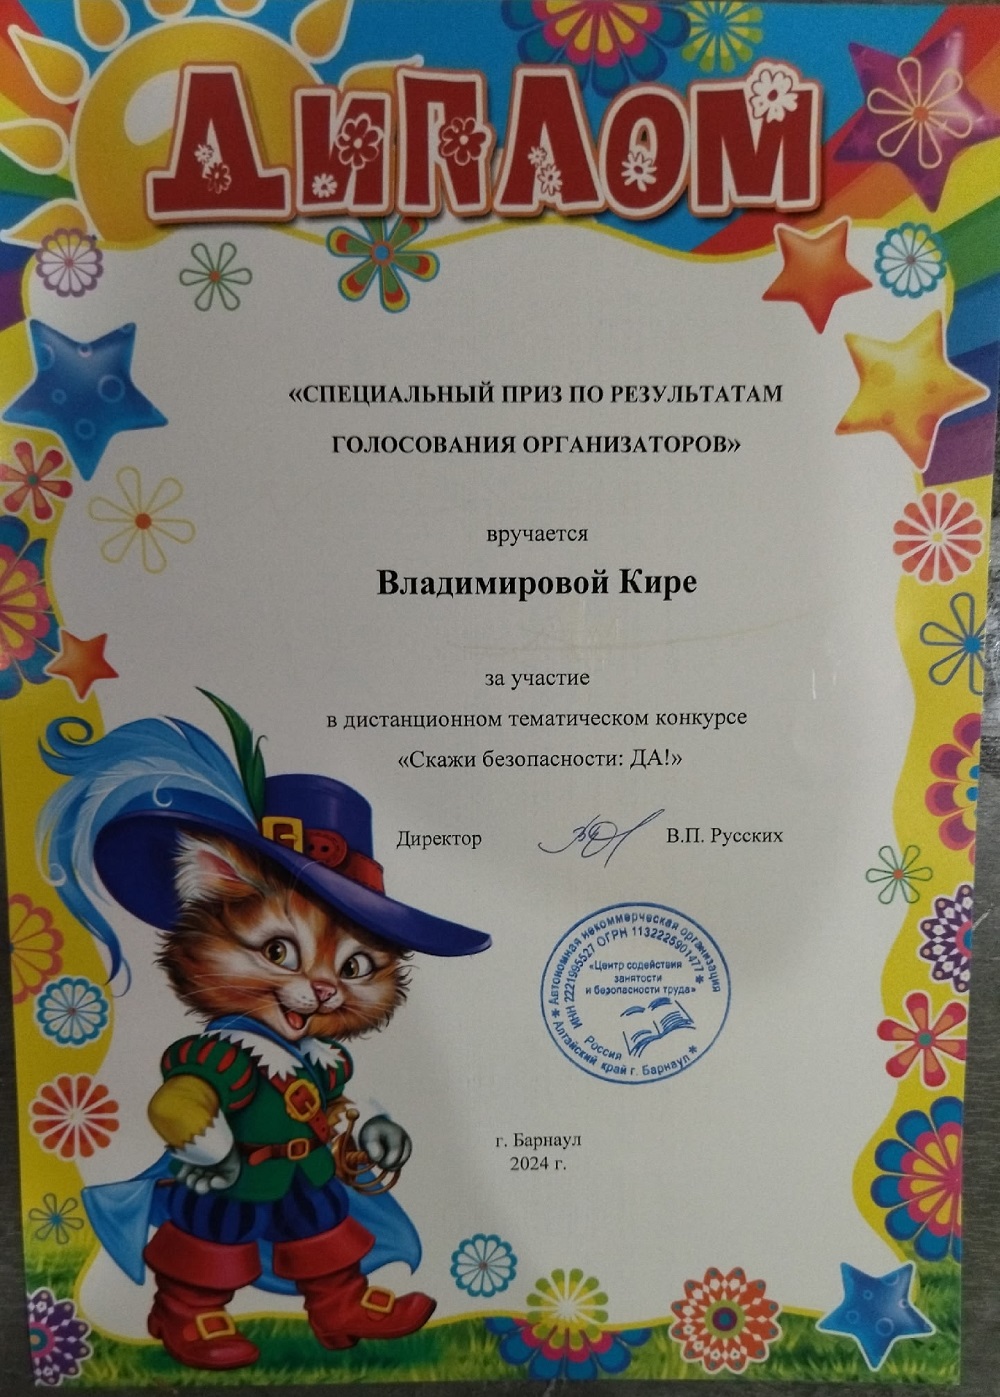 ДИПЛОМ
«СПЕЦИАЛЬНЫЙ ПРИЗ ПО РЕЗУЛЬТАТАМ
ГОЛОСОВАНИЯ ОРГАНИЗАТОРОВ»
вручается
Владимировой Кире
за участие
в дистанционном тематическом конкурсе
«Скажи безопасности: ДА!»
Директор В.П. Русских
Автономная некоммерческая организация
ИНН 2221995527 ОГРН 1132225901477
«Центр содействия
занятости
и безопасности труда»
Россия
Алтайский край г. Барнаул
г. Барнаул
2024 г.